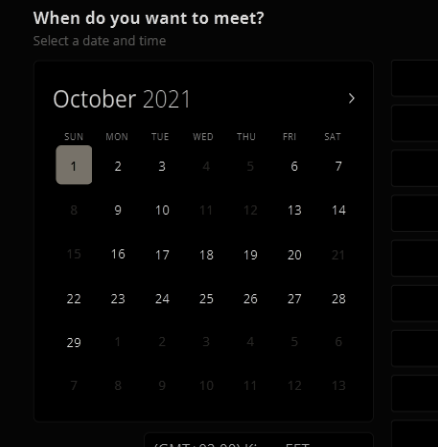 When do you want to meet?
Select a date and time
October 2021
SUN MON TUE WED THU FRI SAT
1 2 3 4 5 6 7
8 9 10 11 12 13 14
15 16 17 18 19 20 21
22 23 24 25 26 27 28
29 1 2 3 4 5 6
7 8 9 10 11 12 13